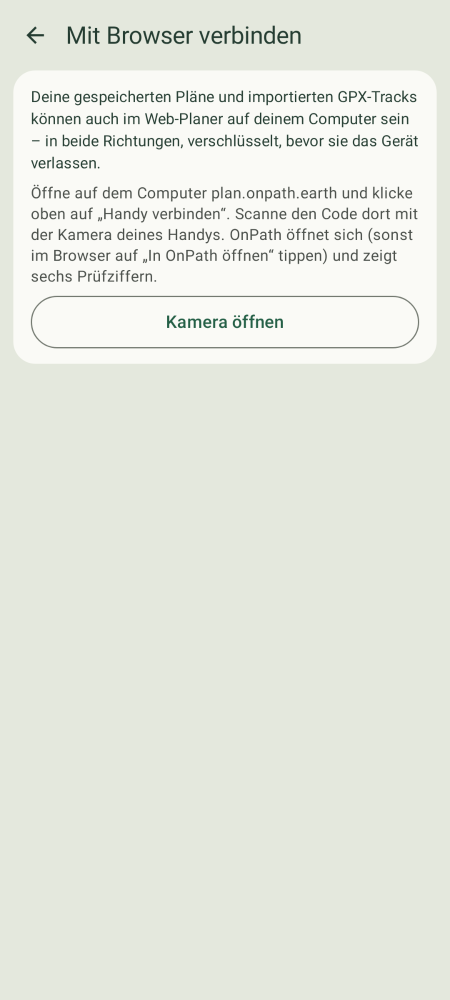 Mit Browser verbinden
Deine gespeicherten Pläne und importierten GPX-Tracks
können auch im Web-Planer auf deinem Computer sein
– in beide Richtungen, verschlüsselt, bevor sie das Gerät
verlassen.
Öffne auf dem Computer plan.onpath.earth und klicke
oben auf „Handy verbinden“. Scanne den Code dort mit
der Kamera deines Handys. OnPath öffnet sich (sonst
im Browser auf „In OnPath öffnen“ tippen) und zeigt
sechs Prüfziffern.
Kamera öffnen